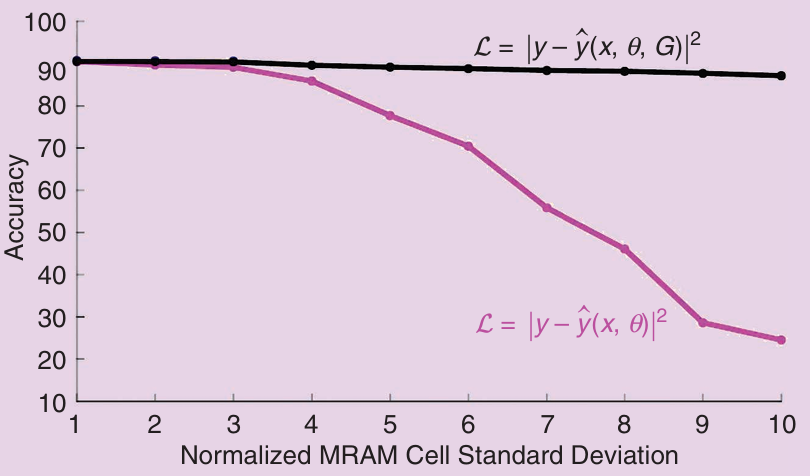 100
90
80
70
60
50
40
30
20
10
Accuracy
ℒ = |y – ŷ(x, θ, G)|²
ℒ = |y – ŷ(x, θ)|²
1 2 3 4 5 6 7 8 9 10
Normalized MRAM Cell Standard Deviation